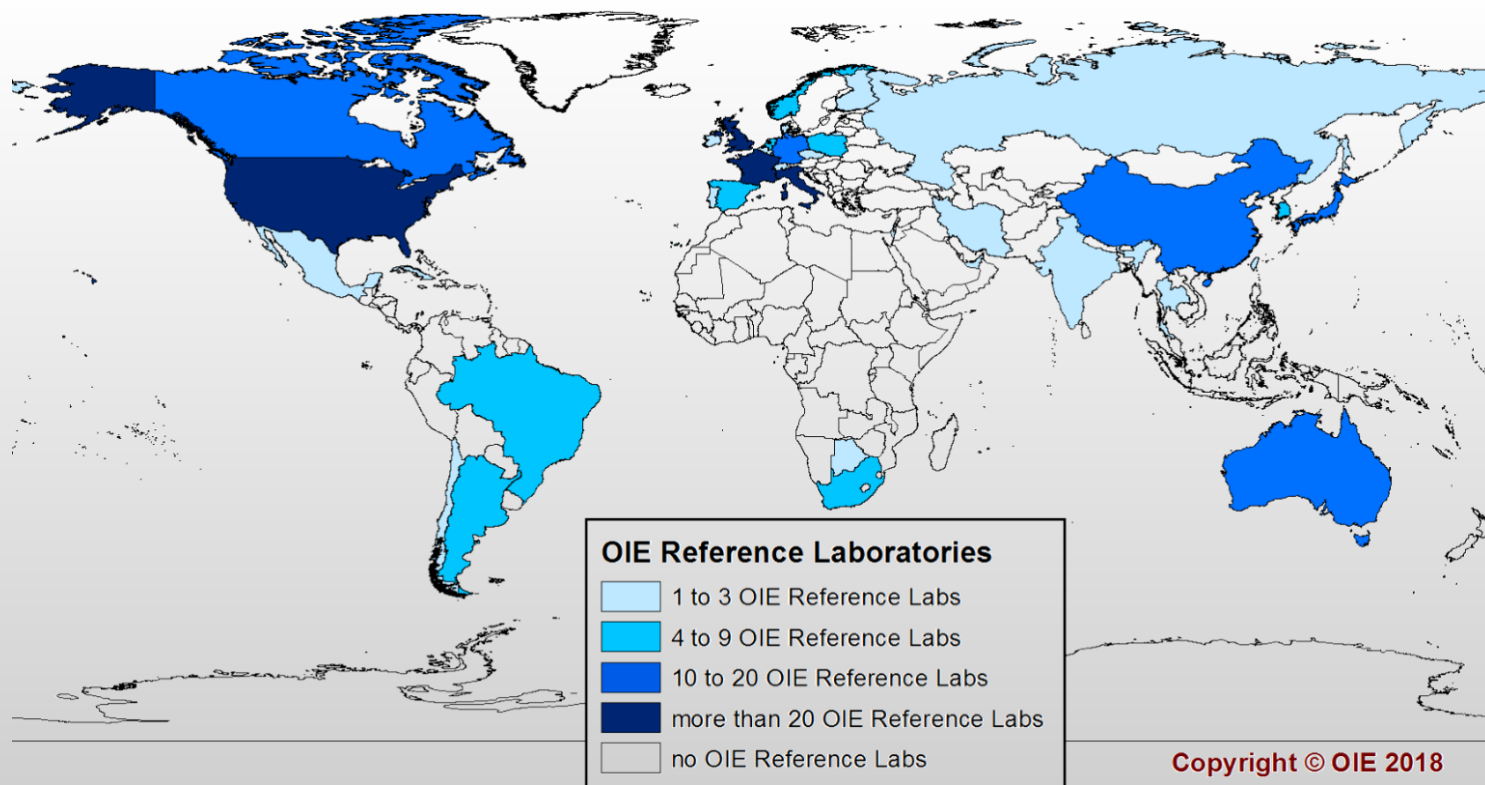 OIE Reference Laboratories
1 to 3 OIE Reference Labs
4 to 9 OIE Reference Labs
10 to 20 OIE Reference Labs
more than 20 OIE Reference Labs
no OIE Reference Labs
Copyright © OIE 2018